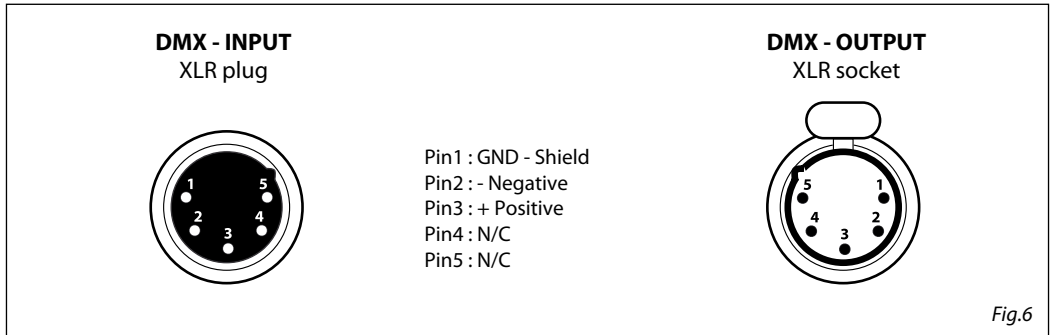 DMX - INPUT
XLR plug
1
5
2
4
3
Pin1 : GND - Shield
Pin2 : - Negative
Pin3 : + Positive
Pin4 : N/C
Pin5 : N/C
DMX - OUTPUT
XLR socket
5
1
4
2
3
Fig.6